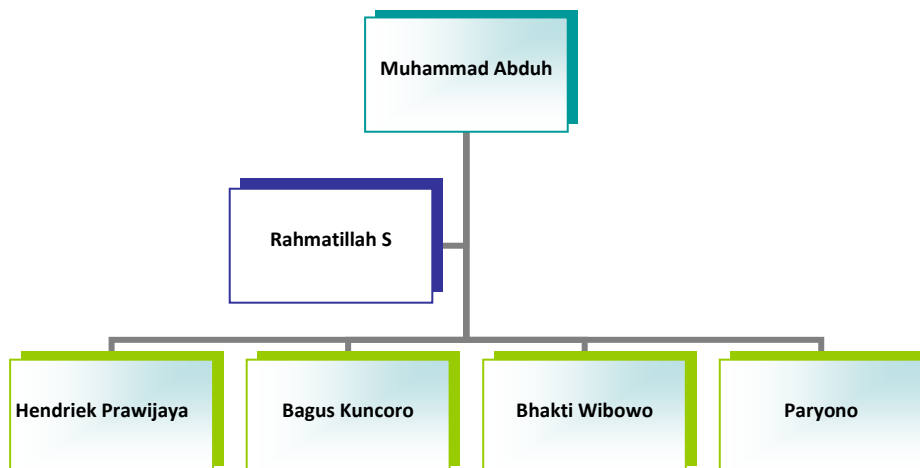 Muhammad Abduh
Rahmatillah S
Hendriek Prawijaya
Bagus Kuncoro
Bhakti Wibowo
Paryono